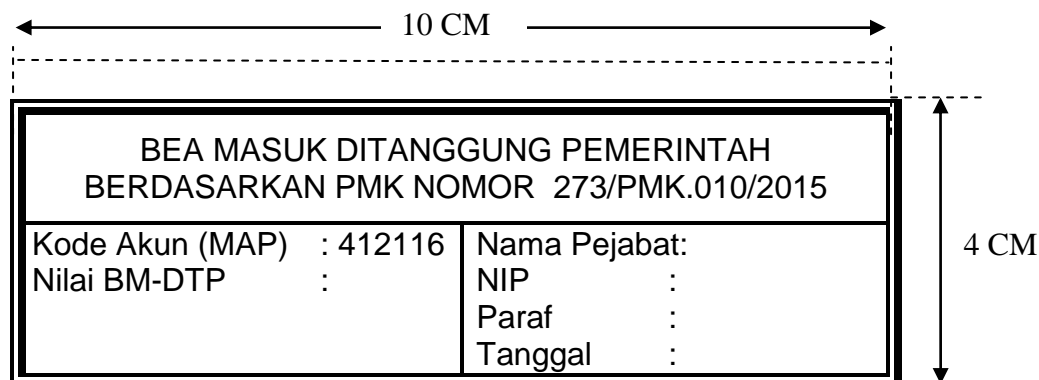 10 CM
BEA MASUK DITANGGUNG PEMERINTAH
BERDASARKAN PMK NOMOR 273/PMK.010/2015
Kode Akun (MAP) : 412116
Nilai BM-DTP :
Nama Pejabat:
NIP :
Paraf :
Tanggal :
4 CM